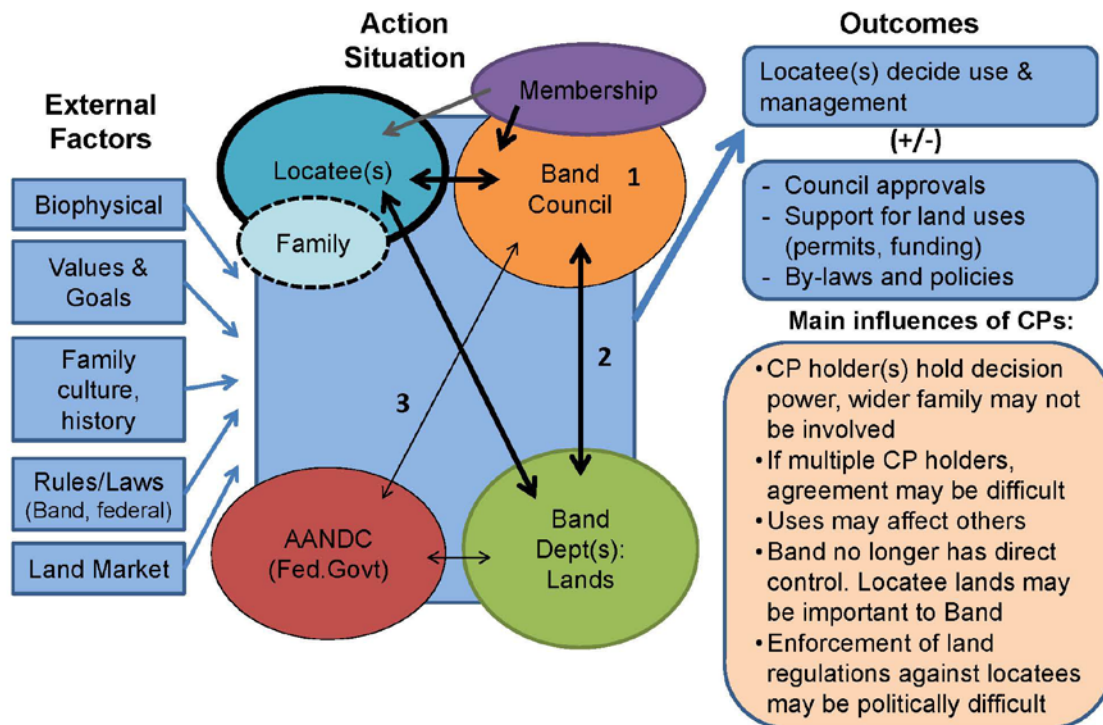 External
Factors
Biophysical
Values &
Goals
Family
culture,
history
Rules/Laws
(Band, federal)
Land Market
Action
Situation
Membership
Locatee(s)
Family
Band
Council
1
2
3
AANDC
(Fed.Govt)
Band
Dept(s):
Lands
Outcomes
Locatee(s) decide use &
management
(+/-)
- Council approvals
- Support for land uses
(permits, funding)
- By-laws and policies
Main influences of CPs:
• CP holder(s) hold decision
power, wider family may not
be involved
• If multiple CP holders,
agreement may be difficult
• Uses may affect others
• Band no longer has direct
control. Locatee lands may
be important to Band
• Enforcement of land
regulations against locatees
may be politically difficult